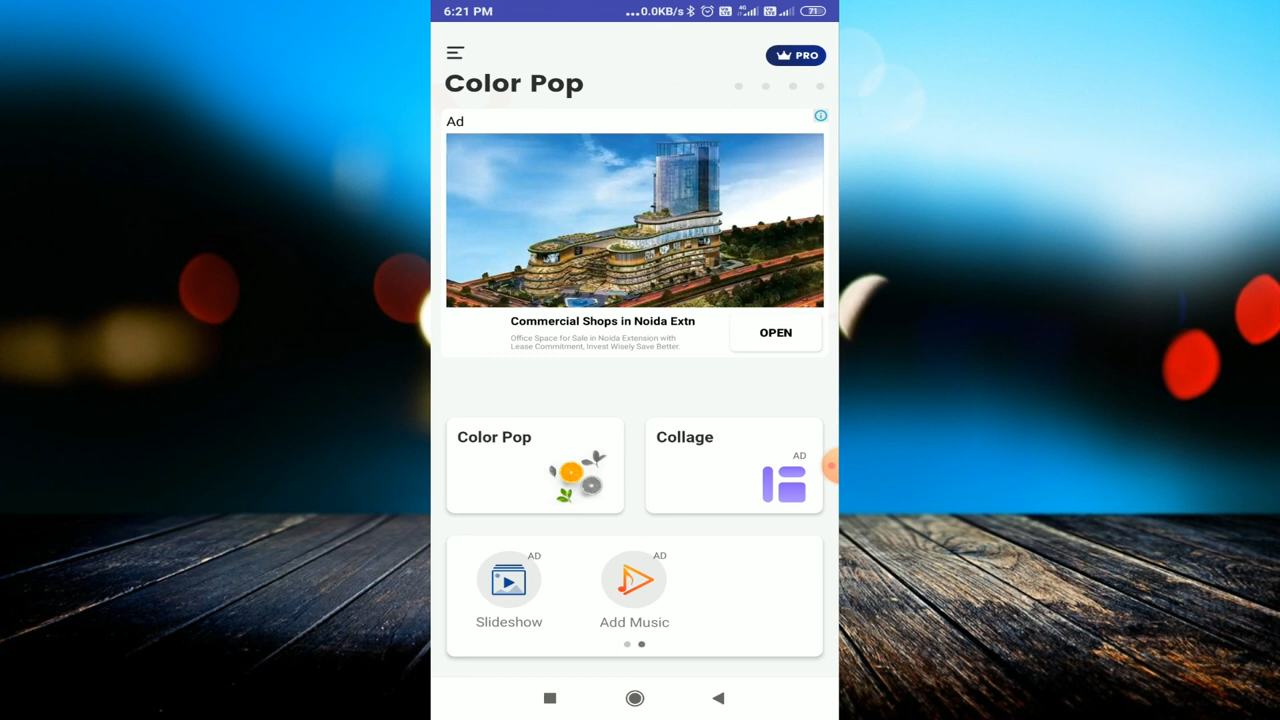 6:21 PM
...0.0KB/s 4G 71
PRO
Color Pop
Ad
Commercial Shops in Noida Extn
OPEN
Office Space for Sale in Noida Extension with
Lease Commitment, Invest Wisely Save Better.
Color Pop
Collage
AD
AD
AD
Slideshow
Add Music